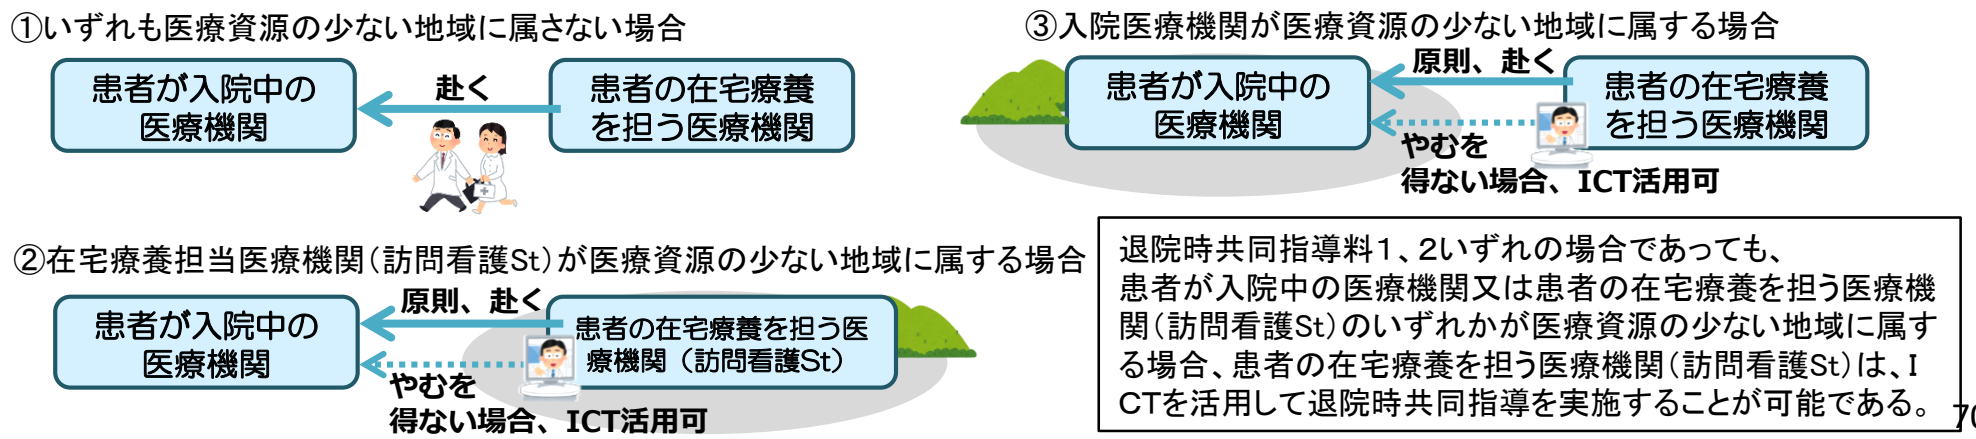 ①いずれも医療資源の少ない地域に属さない場合
患者が入院中の
医療機関
赴く
患者の在宅療養
を担う医療機関
②在宅療養担当医療機関（訪問看護St）が医療資源の少ない地域に属する場合
患者が入院中の
医療機関
原則、赴く
やむを
得ない場合、ICT活用可
患者の在宅療養を担う医
療機関（訪問看護St）
③入院医療機関が医療資源の少ない地域に属する場合
患者が入院中の
医療機関
原則、赴く
やむを
得ない場合、ICT活用可
患者の在宅療養
を担う医療機関
退院時共同指導料１、２いずれの場合であっても、
患者が入院中の医療機関又は患者の在宅療養を担う医療機
関（訪問看護St）のいずれかが医療資源の少ない地域に属す
る場合、患者の在宅療養を担う医療機関（訪問看護St）は、I
CTを活用して退院時共同指導を実施することが可能である。